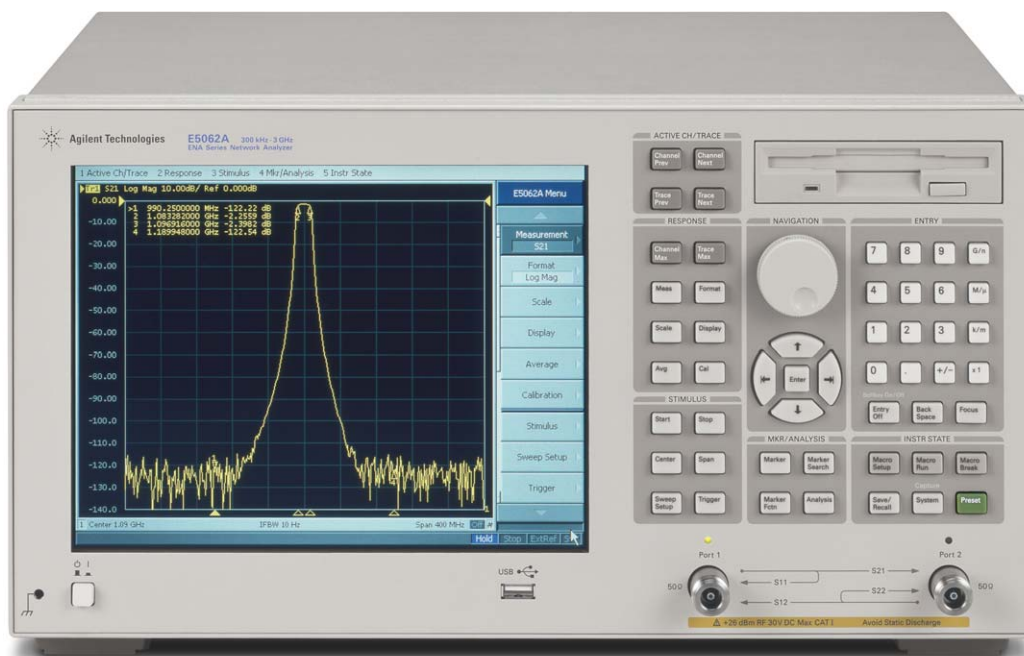 Agilent Technologies E5062A 300 kHz - 3 GHz
ENA Series Network Analyzer
1 Active Ch/Trace 2 Response 3 Stimulus 4 Mkr/Analysis 5 Instr State
Tr1 S21 Log Mag 10.00dB/ Ref 0.000dB
0.000
>1 990.2500000 MHz -122.22 dB
2 1.083282000 GHz -2.2559 dB
3 1.096916000 GHz -2.3982 dB
4 1.189948000 GHz -122.54 dB
-10.00
-20.00
-30.00
-40.00
-50.00
-60.00
-70.00
-80.00
-90.00
-100.0
-110.0
-120.0
-130.0
-140.0
1 Center 1.09 GHz IFBW 10 Hz Span 400 MHz Off #
Hold Stop ExtRef
E5062A Menu
Measurement
S21
Format
Log Mag
Scale
Display
Average
Calibration
Stimulus
Sweep Setup
Trigger
ACTIVE CH/TRACE
Channel Prev
Channel Next
Trace Prev
Trace Next
RESPONSE
Channel Max
Trace Max
Meas
Format
Scale
Display
Avg
Cal
STIMULUS
Start
Stop
Center
Span
Sweep Setup
Trigger
NAVIGATION
Enter
MKR/ANALYSIS
Marker
Marker Search
Marker Fctn
Analysis
ENTRY
7 8 9 G/n
4 5 6 M/µ
1 2 3 k/m
0 . +/- x1
Entry Off
Back Space
Focus
INSTR STATE
Macro Setup
Macro Run
Macro Break
Capture
Save/ Recall
System
Preset
USB
Port 1
Port 2
50Ω
S21
S11
S22
S12
50Ω
+26 dBm RF 30V DC Max CAT I Avoid Static Discharge